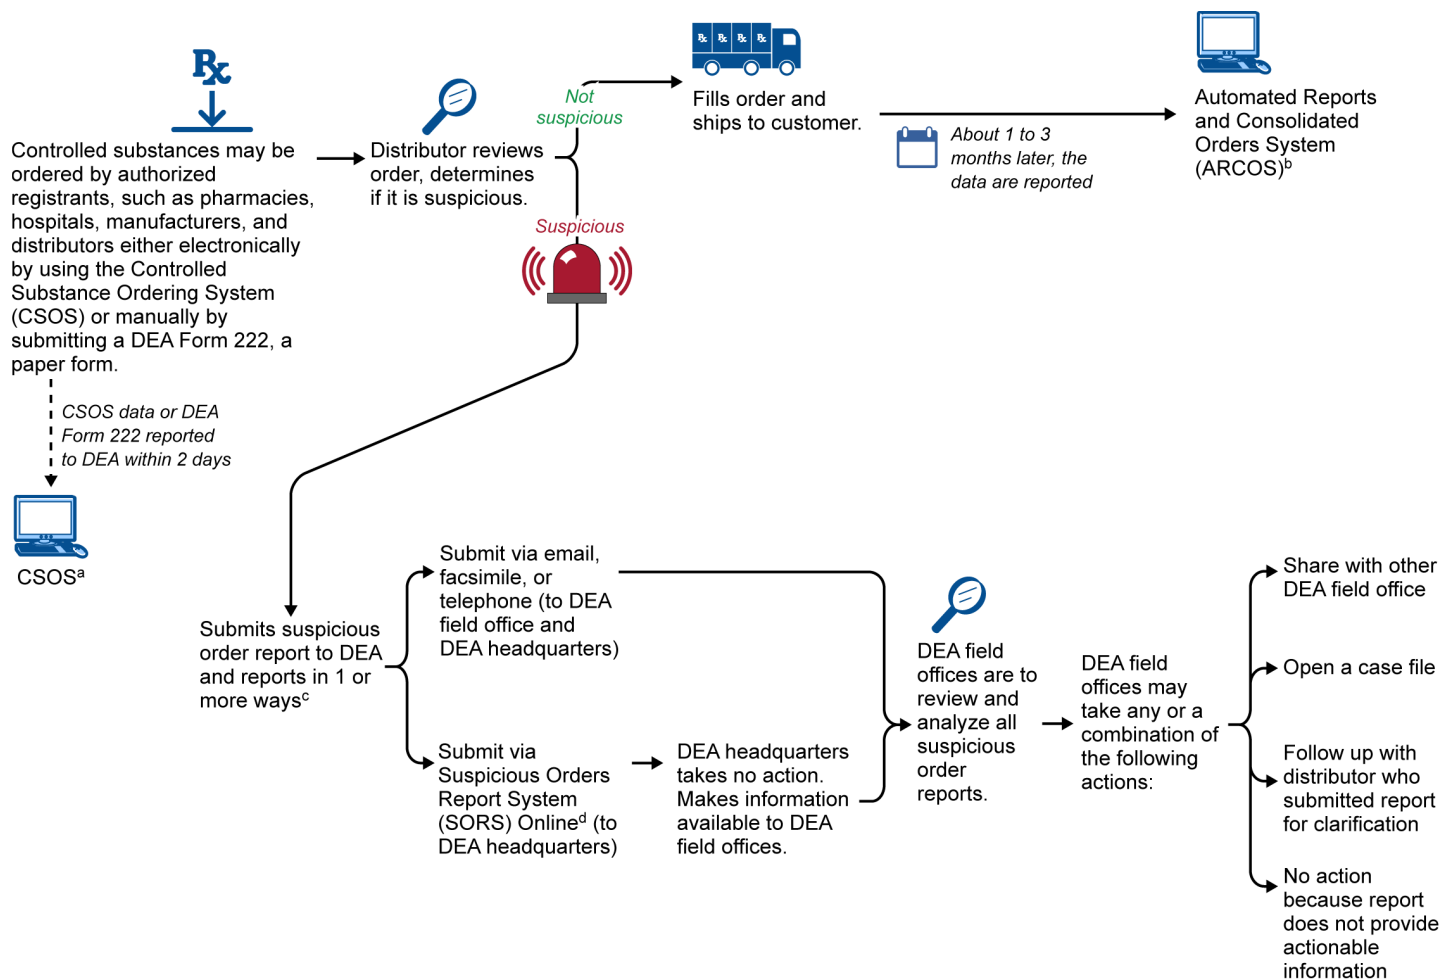 Rx
Controlled substances may be
ordered by authorized
registrants, such as pharmacies,
hospitals, manufacturers, and
distributors either electronically
by using the Controlled
Substance Ordering System
(CSOS) or manually by
submitting a DEA Form 222, a
paper form.
CSOS data or DEA
Form 222 reported
to DEA within 2 days
CSOSa
Distributor reviews
order, determines
if it is suspicious.
Not
suspicious
Rx Rx Rx Rx
Fills order and
ships to customer.
About 1 to 3
months later, the
data are reported
Automated Reports
and Consolidated
Orders System
(ARCOS)b
Suspicious
Submits suspicious
order report to DEA
and reports in 1 or
more waysc
Submit via email,
facsimile, or
telephone (to DEA
field office and
DEA headquarters)
Submit via
Suspicious Orders
Report System
(SORS) Onlined (to
DEA headquarters)
DEA headquarters
takes no action.
Makes information
available to DEA
field offices.
DEA field
offices are to
review and
analyze all
suspicious
order
reports.
DEA field
offices may
take any or a
combination of
the following
actions:
Share with other
DEA field office
Open a case file
Follow up with
distributor who
submitted report
for clarification
No action
because report
does not provide
actionable
information